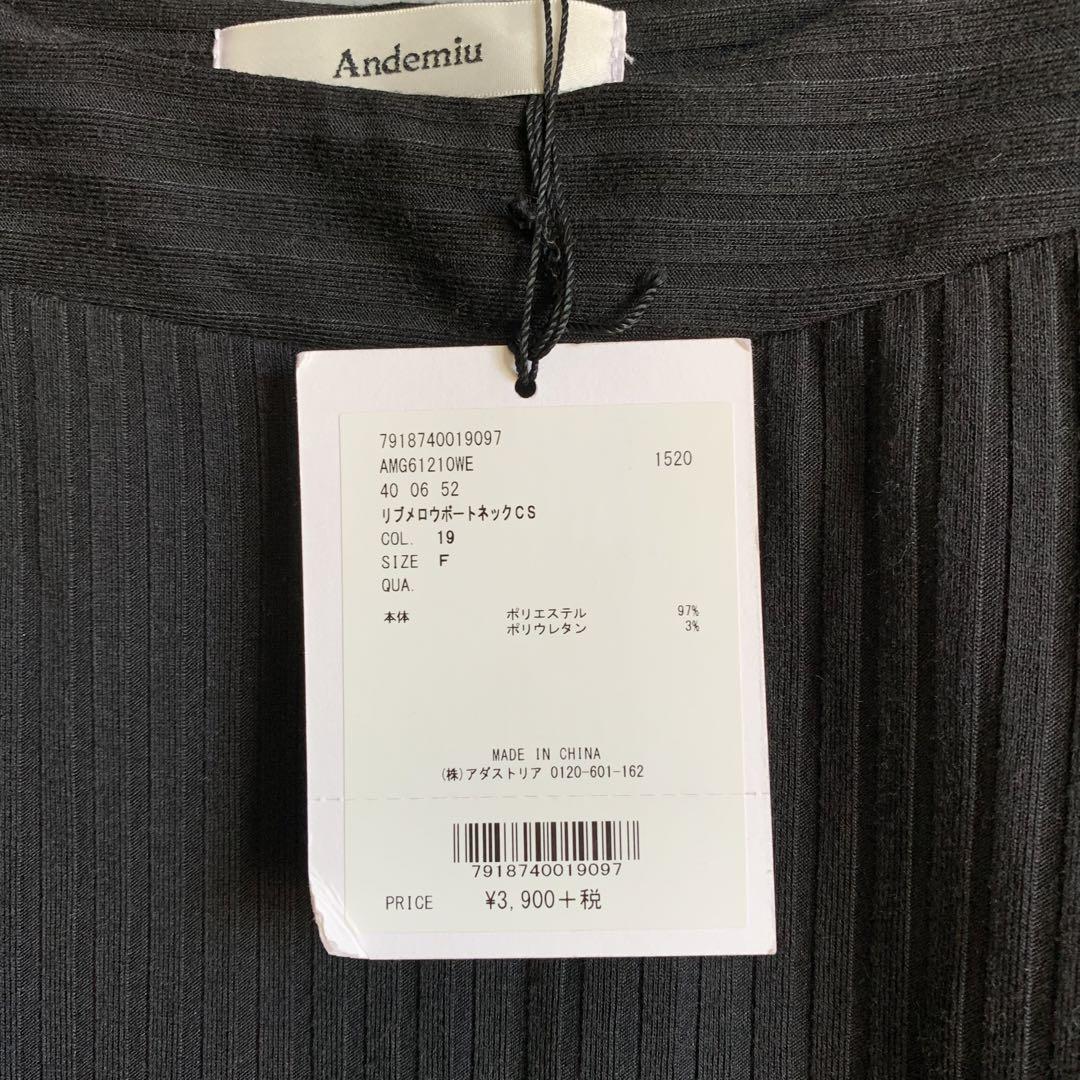 Andemiu
7918740019097
AMG61210WE 1520
40 06 52
リブメロウボートネックCS
COL. 19
SIZE F
QUA.
本体 ポリエステル 97%
ポリウレタン 3%
MADE IN CHINA
(株)アダストリア 0120-601-162
7918740019097
PRICE ¥3,900+税